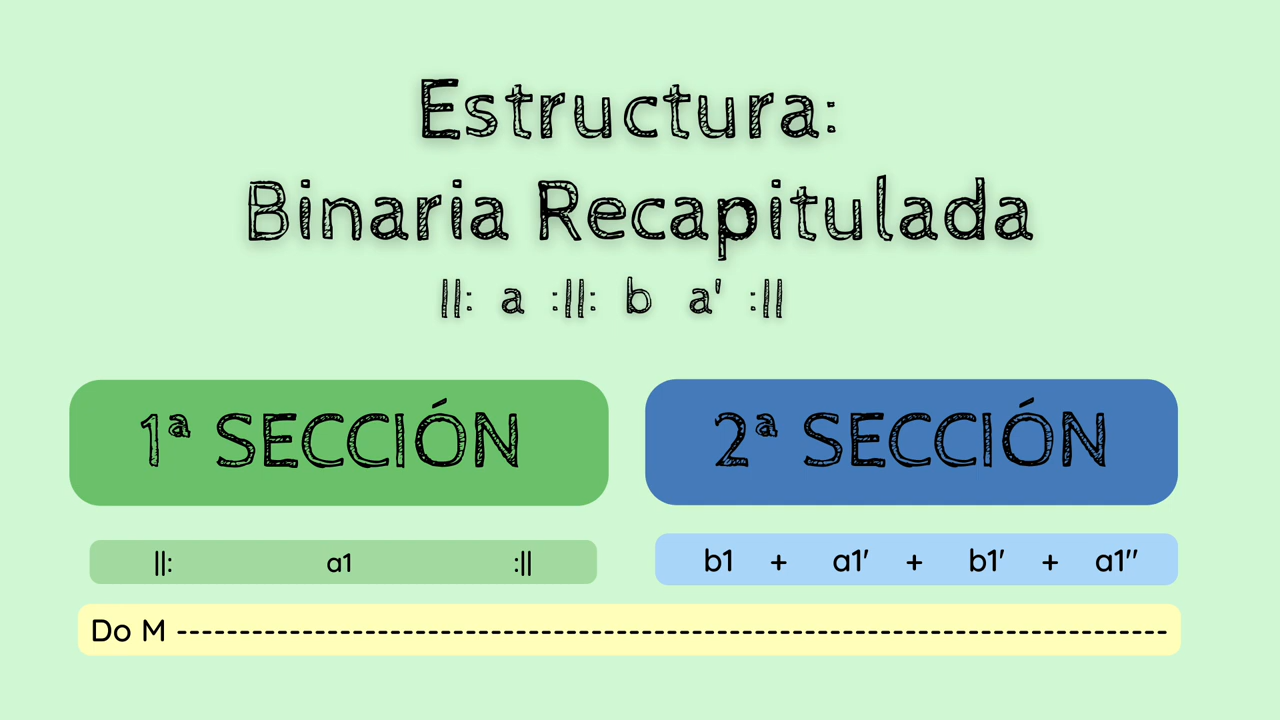 Estructura:
Binaria Recapitulada
||: a :||: b a' :||
1ª SECCIÓN
2ª SECCIÓN
||: a1 :||
b1 + a1' + b1' + a1"
Do M --------------------------------------------------------------------------------